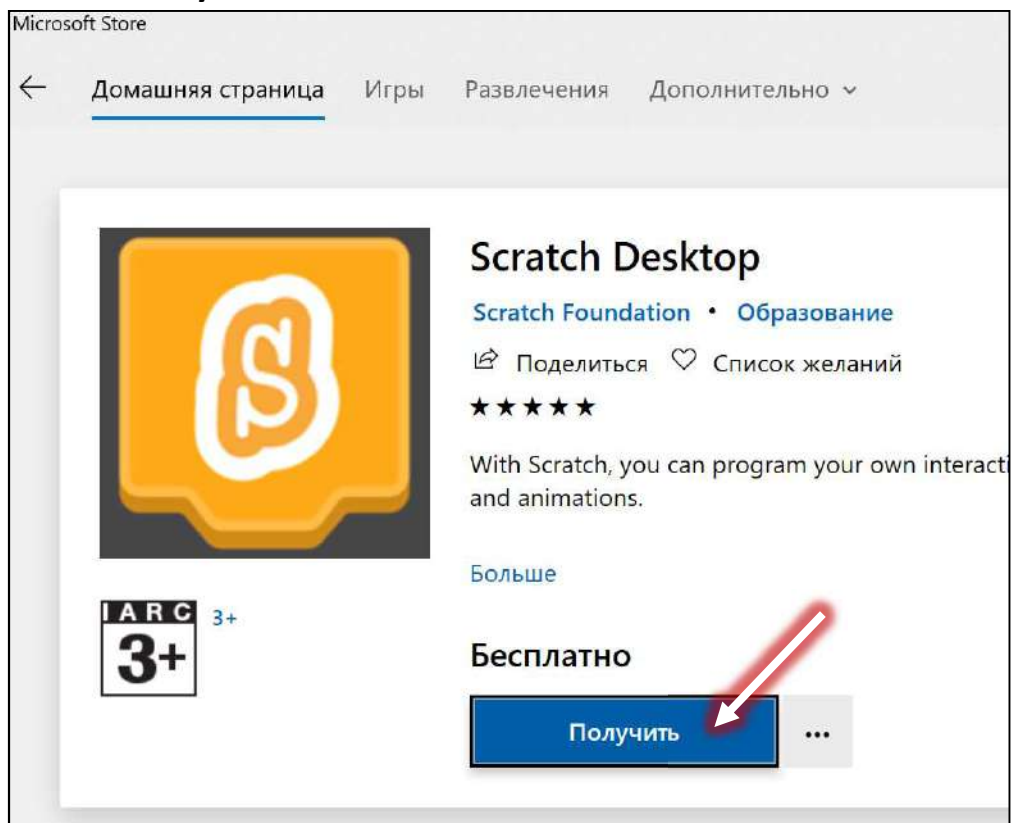 Microsoft Store
Домашняя страница Игры Развлечения Дополнительно
Scratch Desktop
Scratch Foundation • Образование
Поделиться Список желаний
★★★★★
With Scratch, you can program your own interacti
and animations.
Больше
IARC
3+ 3+
Бесплатно
Получить ...